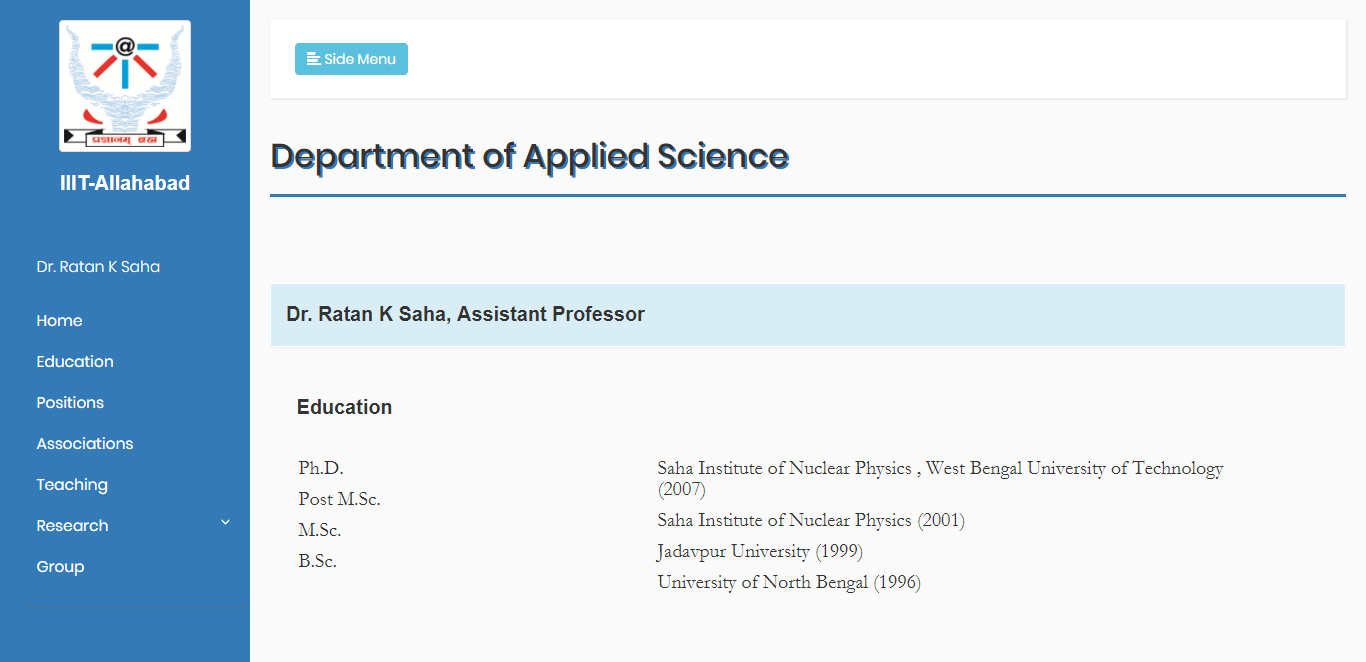 @
प्रज्ञानम् ब्रह्म
IIIT-Allahabad
Dr. Ratan K Saha
Home
Education
Positions
Associations
Teaching
Research
Group
Side Menu
Department of Applied Science
Dr. Ratan K Saha, Assistant Professor
Education
Ph.D.
Post M.Sc.
M.Sc.
B.Sc.
Saha Institute of Nuclear Physics , West Bengal University of Technology
(2007)
Saha Institute of Nuclear Physics (2001)
Jadavpur University (1999)
University of North Bengal (1996)